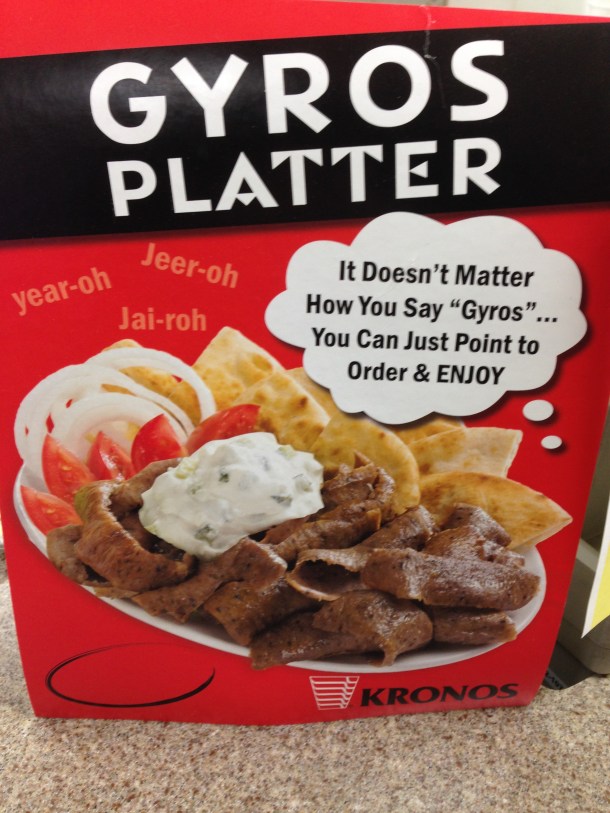 GYROS
PLATTER
year-oh
Jeer-oh
Jai-roh
It Doesn't Matter
How You Say "Gyros"...
You Can Just Point to
Order & ENJOY
KRONOS